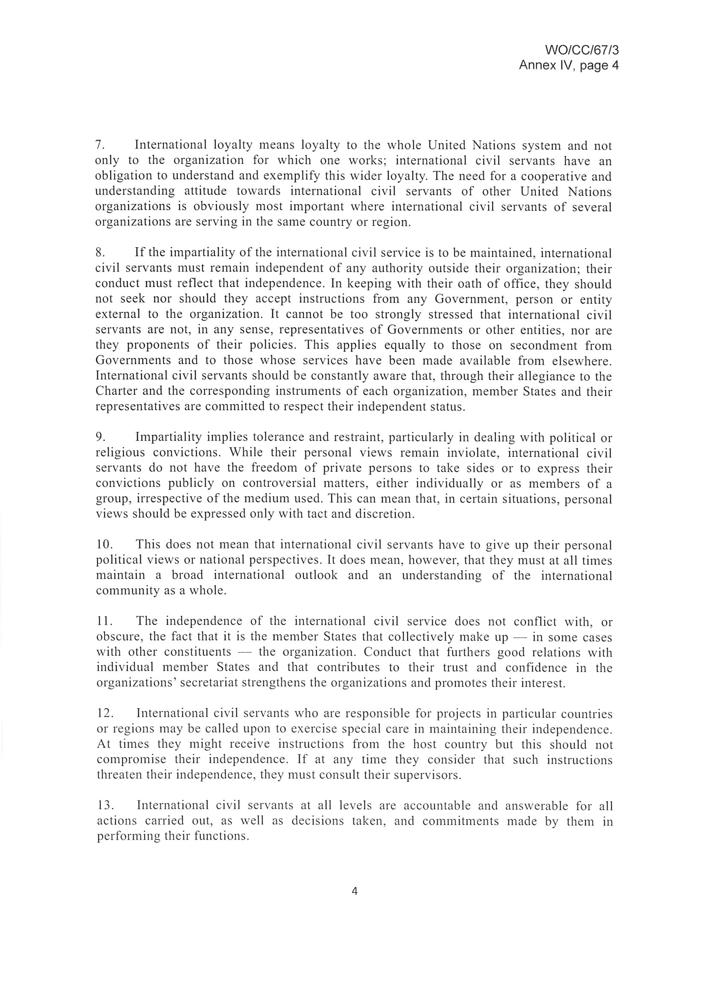 WO/CC/67/3
Annex IV, page 4
7. International loyalty means loyalty to the whole United Nations system and not
only to the organization for which one works; international civil servants have an
obligation to understand and exemplify this wider loyalty. The need for a cooperative and
understanding attitude towards international civil servants of other United Nations
organizations is obviously most important where international civil servants of several
organizations are serving in the same country or region.
8. If the impartiality of the international civil service is to be maintained, international
civil servants must remain independent of any authority outside their organization; their
conduct must reflect that independence. In keeping with their oath of office, they should
not seek nor should they accept instructions from any Government, person or entity
external to the organization. It cannot be too strongly stressed that international civil
servants are not, in any sense, representatives of Governments or other entities, nor are
they proponents of their policies. This applies equally to those on secondment from
Governments and to those whose services have been made available from elsewhere.
International civil servants should be constantly aware that, through their allegiance to the
Charter and the corresponding instruments of each organization, member States and their
representatives are committed to respect their independent status.
9. Impartiality implies tolerance and restraint, particularly in dealing with political or
religious convictions. While their personal views remain inviolate, international civil
servants do not have the freedom of private persons to take sides or to express their
convictions publicly on controversial matters, either individually or as members of a
group, irrespective of the medium used. This can mean that, in certain situations, personal
views should be expressed only with tact and discretion.
10. This does not mean that international civil servants have to give up their personal
political views or national perspectives. It does mean, however, that they must at all times
maintain a broad international outlook and an understanding of the international
community as a whole.
11. The independence of the international civil service does not conflict with, or
obscure, the fact that it is the member States that collectively make up — in some cases
with other constituents — the organization. Conduct that furthers good relations with
individual member States and that contributes to their trust and confidence in the
organizations’ secretariat strengthens the organizations and promotes their interest.
12. International civil servants who are responsible for projects in particular countries
or regions may be called upon to exercise special care in maintaining their independence.
At times they might receive instructions from the host country but this should not
compromise their independence. If at any time they consider that such instructions
threaten their independence, they must consult their supervisors.
13. International civil servants at all levels are accountable and answerable for all
actions carried out, as well as decisions taken, and commitments made by them in
performing their functions.
4